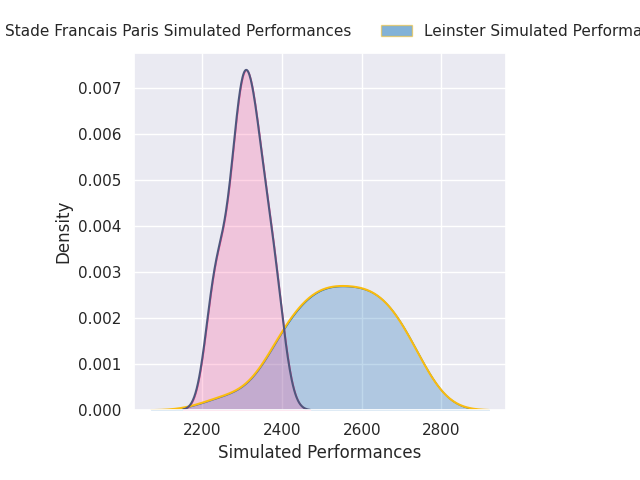 Stade Francais Paris Simulated Performances
Leinster Simulated Performa
0.007
0.006
0.005
0.004
0.003
0.002
0.001
0.000
Density
2200 2400 2600 2800
Simulated Performances